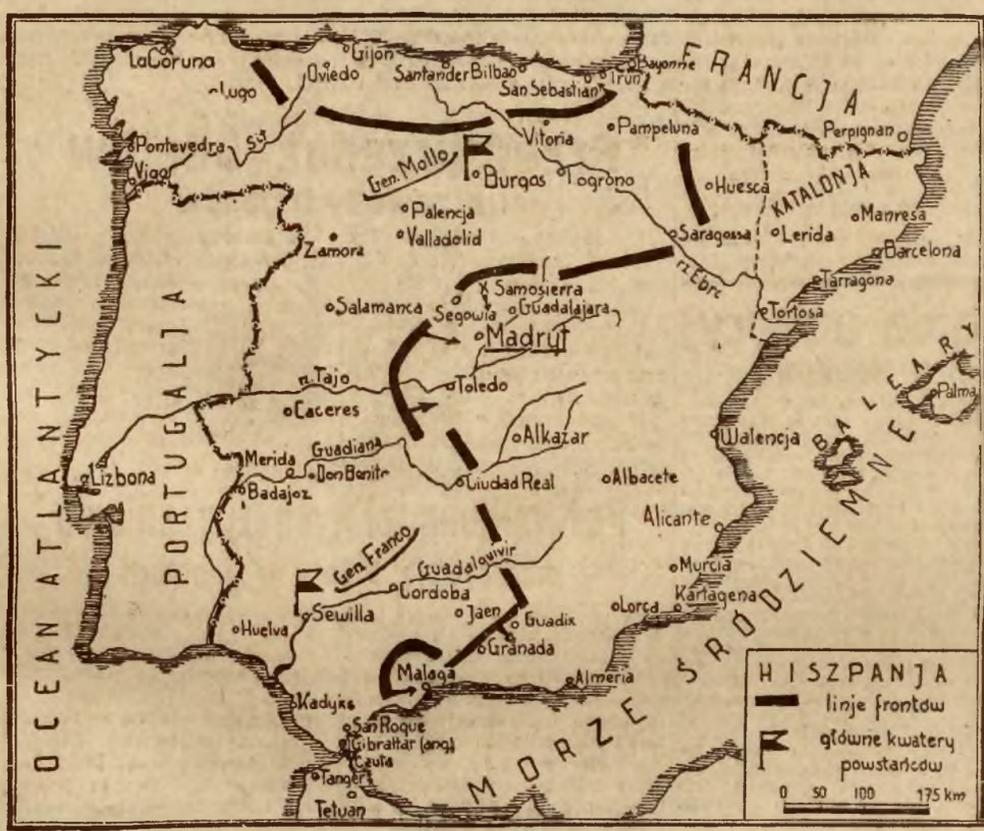 FRANCJA
La Coruna
Gijon
Oviedo
Santander
Bilbao
San Sebastian
Irun
Bayonne
Lugo
Sil
Pontevedra
Vigo
Vitoria
Pampeluna
Perpignan
Gen. Mollo
Burgos
Logrono
Huesca
KATALONJA
Manresa
Palencja
Valladolid
Zamora
Saragossa
Lerida
Barcelona
rz. Ebro
Tarragona
Tortosa
Samosierra
Salamanca
Segowia
Guadalajara
Madryt
rz. Tajo
Toledo
Caceres
Alkazar
Walencja
BALEARY
Palma
Lizbona
Merida
Guadiana
Don Benito
Badajoz
Ciudad Real
Albacete
Alicante
Gen. Franco
Guadalquivir
Murcia
Cordoba
Kartagena
Sewilla
Jaen
Guadix
Lorca
Huelva
Granada
Malaga
Almeria
Kadyks
San Roque
Gibraltar (ang.)
Ceuta
Tanger
Tetuan
OCEAN ATLANTYCKI
PORTUGALJA
MORZE ŚRÓDZIEMNE
HISZPANJA
linje frontów
główne kwatery
powstańców
0 50 100 175 km